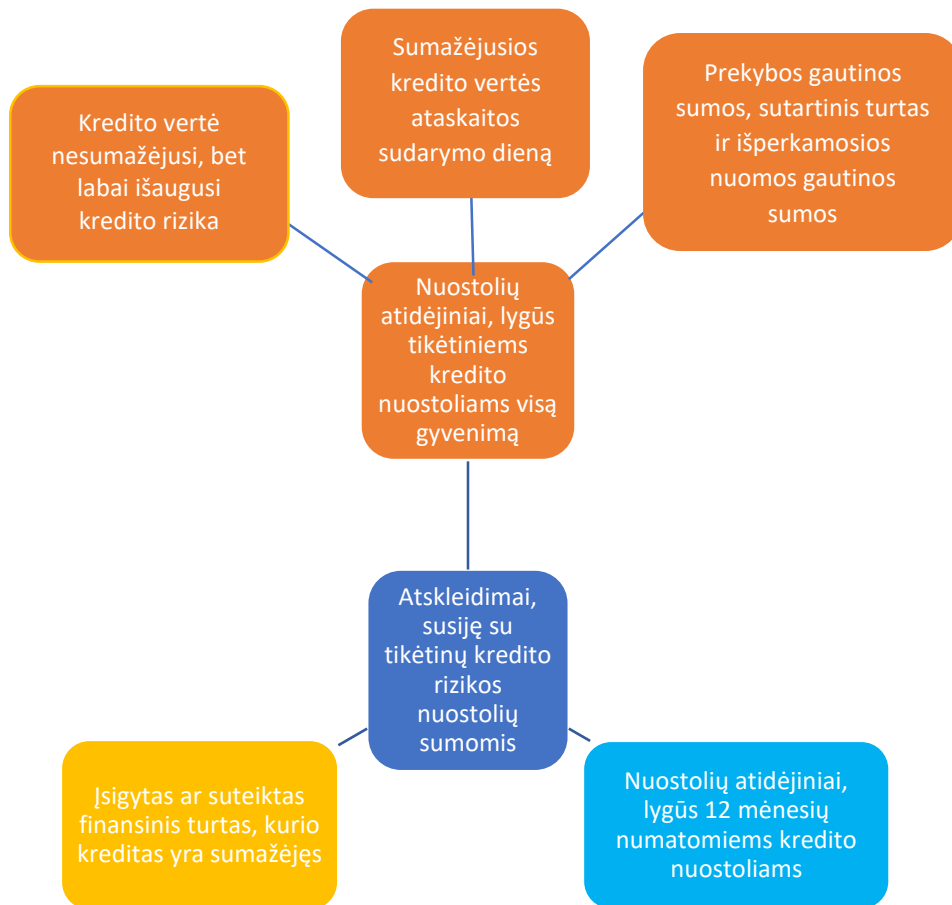 Sumažėjusios
kredito vertės
ataskaitos
sudarymo dieną
Kredito vertė
nesumažėjusi, bet
labai išaugusi
kredito rizika
Prekybos gautinos
sumos, sutartinis turtas
ir išperkamosios
nuomos gautinos
sumos
Nuostolių
atidėjiniai, lygūs
tikėtiniems
kredito
nuostoliams visą
gyvenimą
Atskleidimai,
susiję su
tikėtinų kredito
rizikos
nuostolių
sumomis
Įsigytas ar suteiktas
finansinis turtas, kurio
kreditas yra sumažėjęs
Nuostolių atidėjiniai,
lygūs 12 mėnesių
numatomiems kredito
nuostoliams